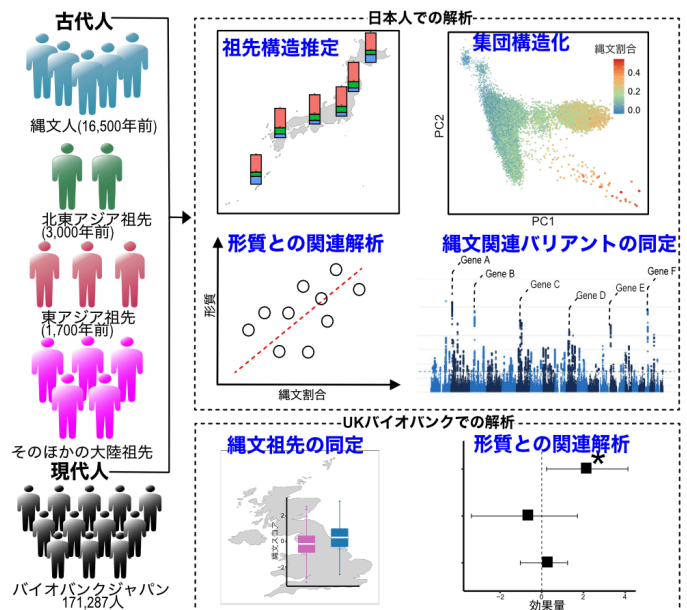 古代人
縄文人(16,500年前)
北東アジア祖先
(3,000年前)
東アジア祖先
(1,700年前)
そのほかの大陸祖先
現代人
バイオバンクジャパン
171,287人
日本人での解析
祖先構造推定
集団構造化
縄文割合
0.4
0.2
0.0
PC2
PC1
形質との関連解析
形質
縄文割合
縄文関連バリアントの同定
Gene A
Gene B
Gene C
Gene D
Gene E
Gene F
UKバイオバンクでの解析
縄文祖先の同定
縄文スコア
2
0
−2
形質との関連解析
*
−2
0
2
4
効果量